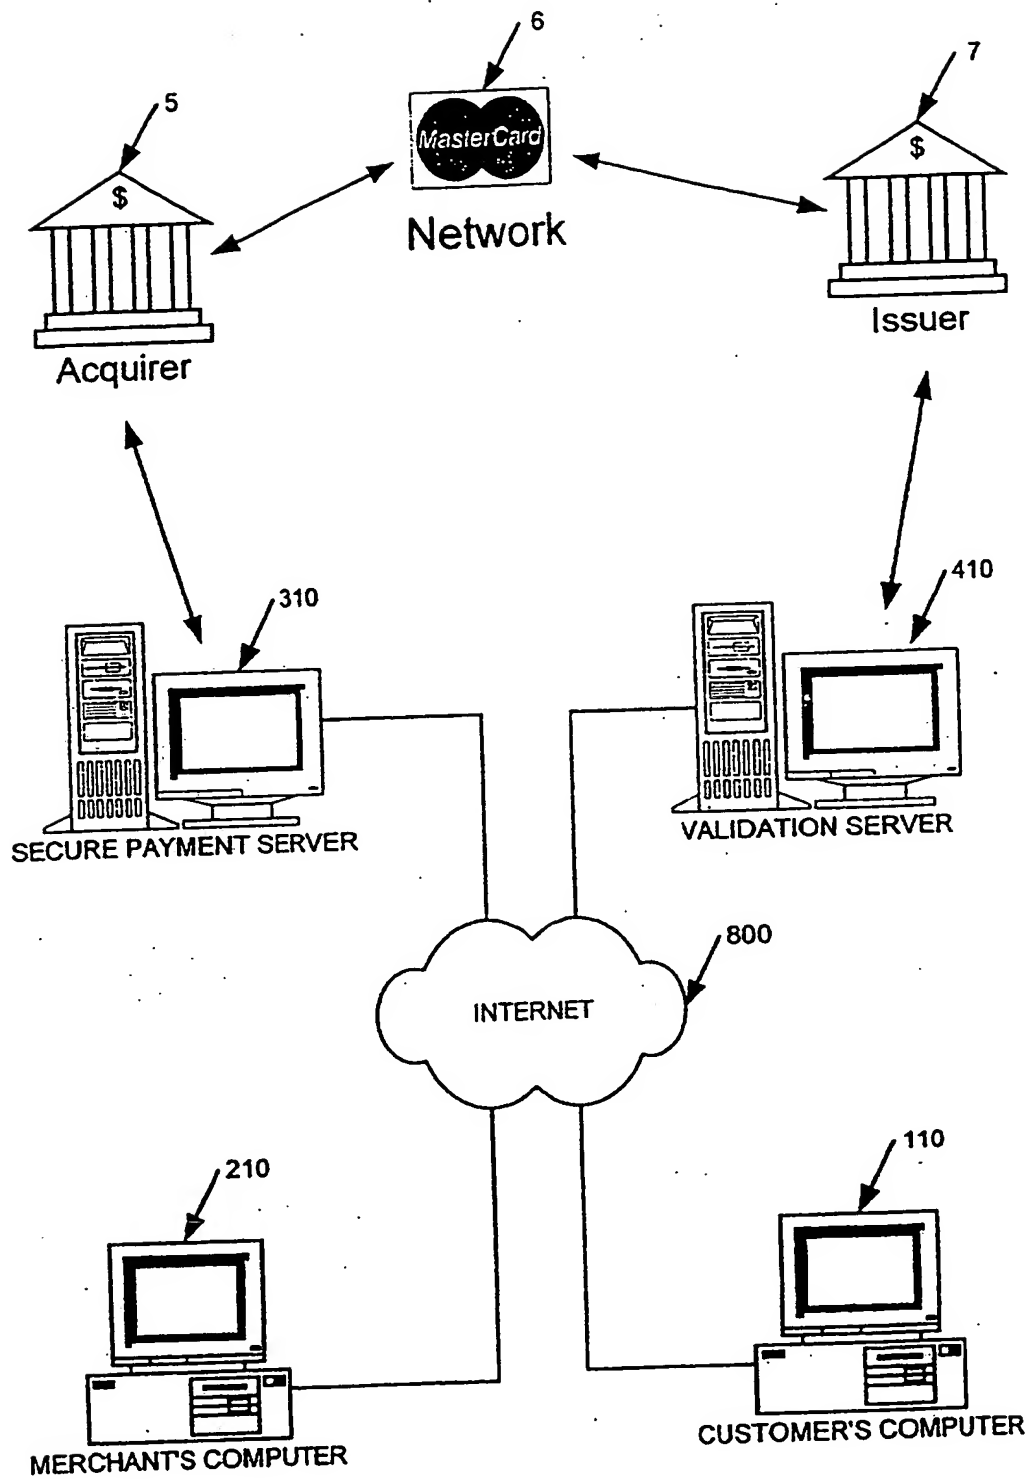 6
7
5
MasterCard
$
$
Network
Issuer
Acquirer
310
410
SECURE PAYMENT SERVER
VALIDATION SERVER
800
INTERNET
210
110
MERCHANT'S COMPUTER
CUSTOMER'S COMPUTER